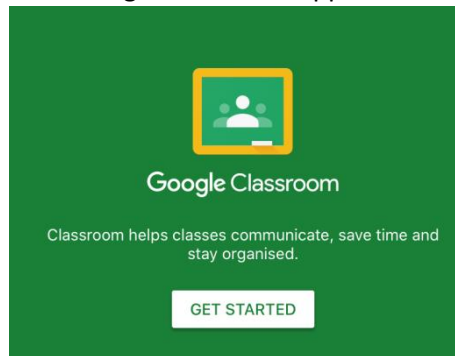 Google Classroom
Classroom helps classes communicate, save time and
stay organised.
GET STARTED